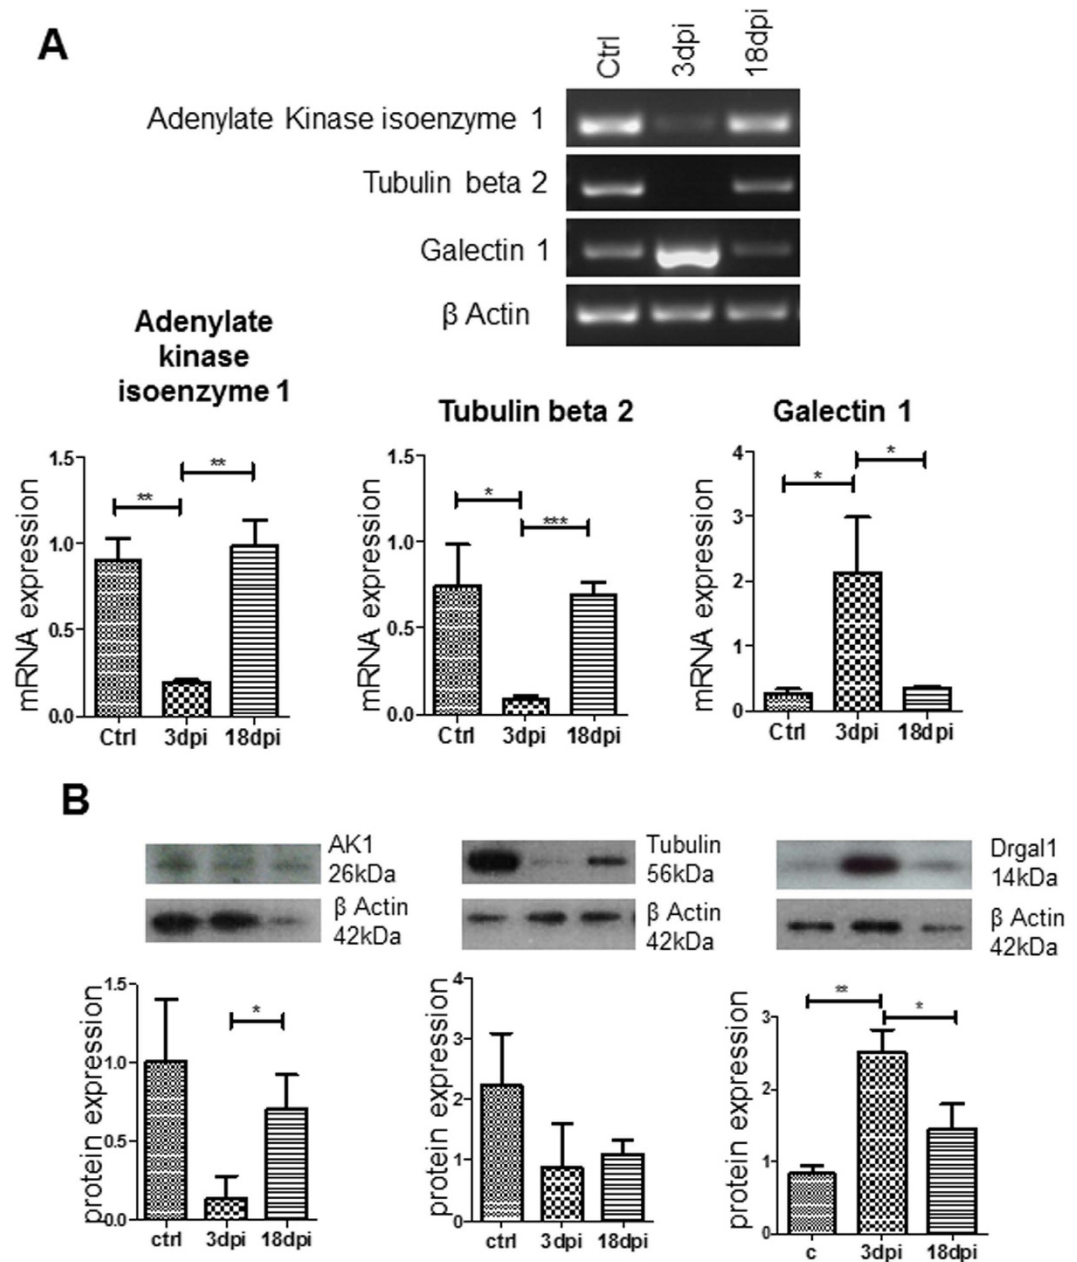 A
Ctrl
3dpi
18dpi
Adenylate Kinase isoenzyme 1
Tubulin beta 2
Galectin 1
β Actin
Adenylate
kinase
isoenzyme 1
mRNA expression
1.5
1.0
0.5
0.0
**
**
Ctrl 3dpi 18dpi
Tubulin beta 2
mRNA expression
1.5
1.0
0.5
0.0
*
***
Ctrl 3dpi 18dpi
Galectin 1
mRNA expression
4
3
2
1
0
*
*
Ctrl 3dpi 18dpi
B
AK1
26kDa
β Actin
42kDa
protein expression
1.5
1.0
0.5
0.0
*
ctrl 3dpi 18dpi
Tubulin
56kDa
β Actin
42kDa
protein expression
4
3
2
1
0
ctrl 3dpi 18dpi
Drgal1
14kDa
β Actin
42kDa
protein expression
3
2
1
0
**
*
c 3dpi 18dpi